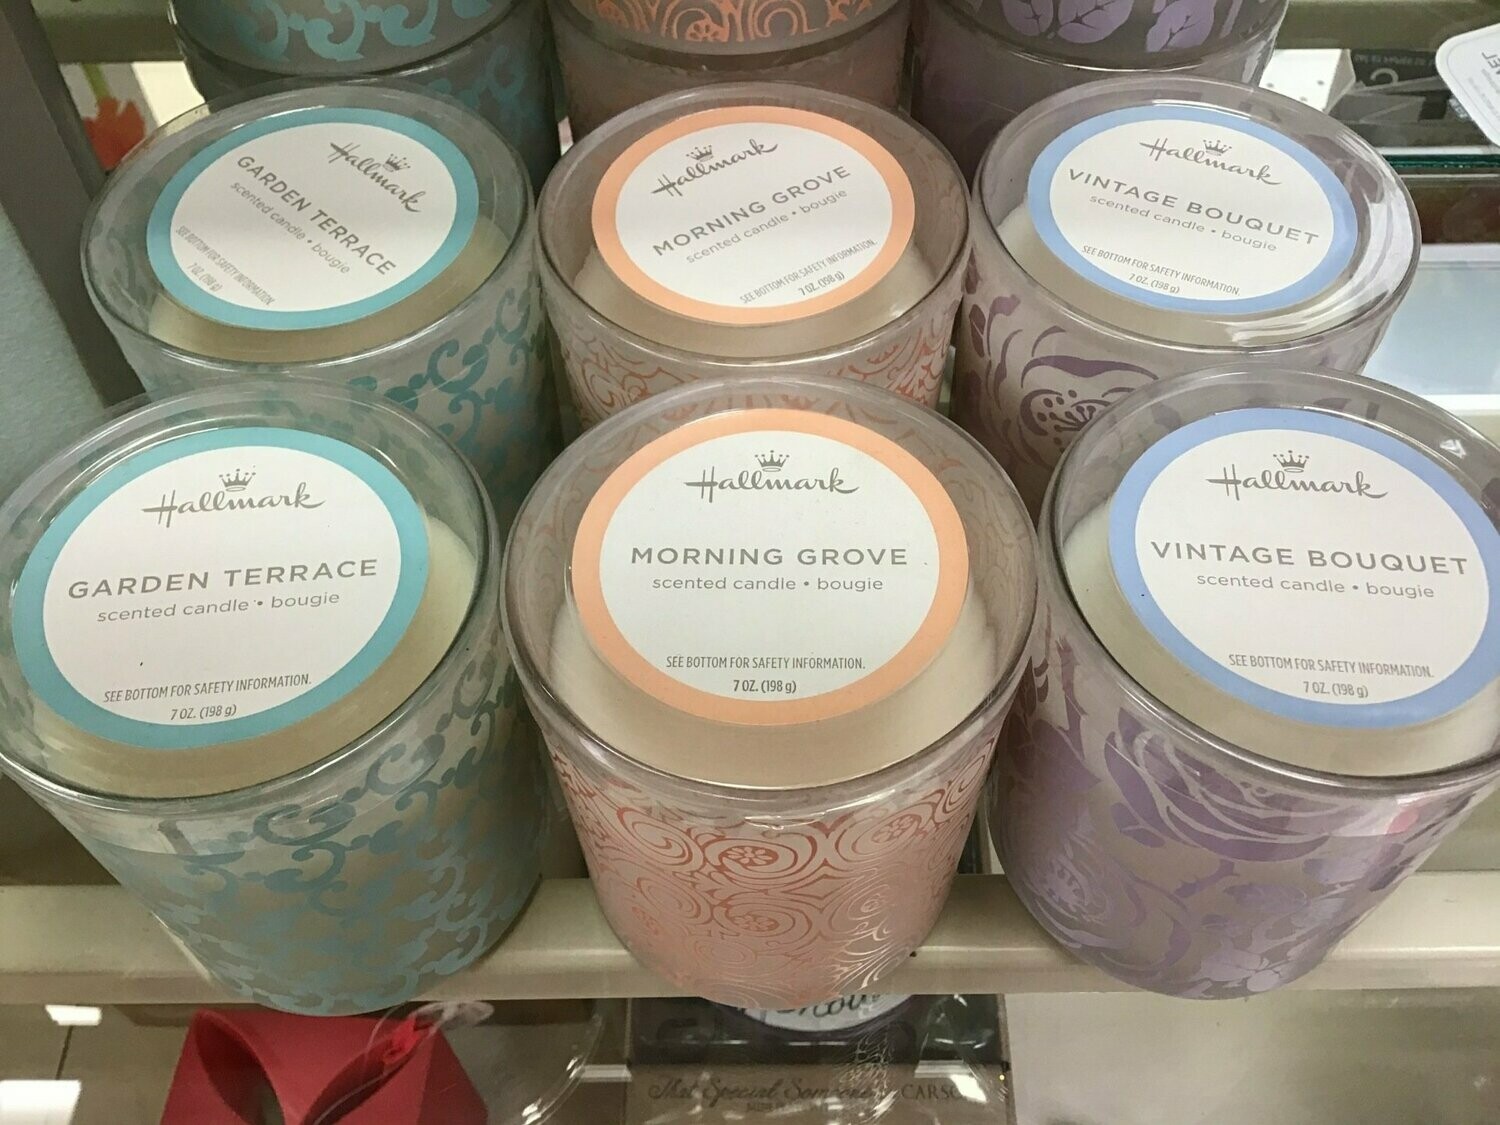 Hallmark
GARDEN TERRACE
scented candle • bougie
SEE BOTTOM FOR SAFETY INFORMATION.
7 OZ. (198 g)
Hallmark
MORNING GROVE
scented candle • bougie
SEE BOTTOM FOR SAFETY INFORMATION.
7 OZ. (198 g)
Hallmark
VINTAGE BOUQUET
scented candle • bougie
SEE BOTTOM FOR SAFETY INFORMATION.
7 OZ. (198 g)
Hallmark
GARDEN TERRACE
scented candle • bougie
SEE BOTTOM FOR SAFETY INFORMATION.
7 OZ. (198 g)
Hallmark
MORNING GROVE
scented candle • bougie
SEE BOTTOM FOR SAFETY INFORMATION.
7 OZ. (198 g)
Hallmark
VINTAGE BOUQUET
scented candle • bougie
SEE BOTTOM FOR SAFETY INFORMATION.
7 OZ. (198 g)
That Special Someone